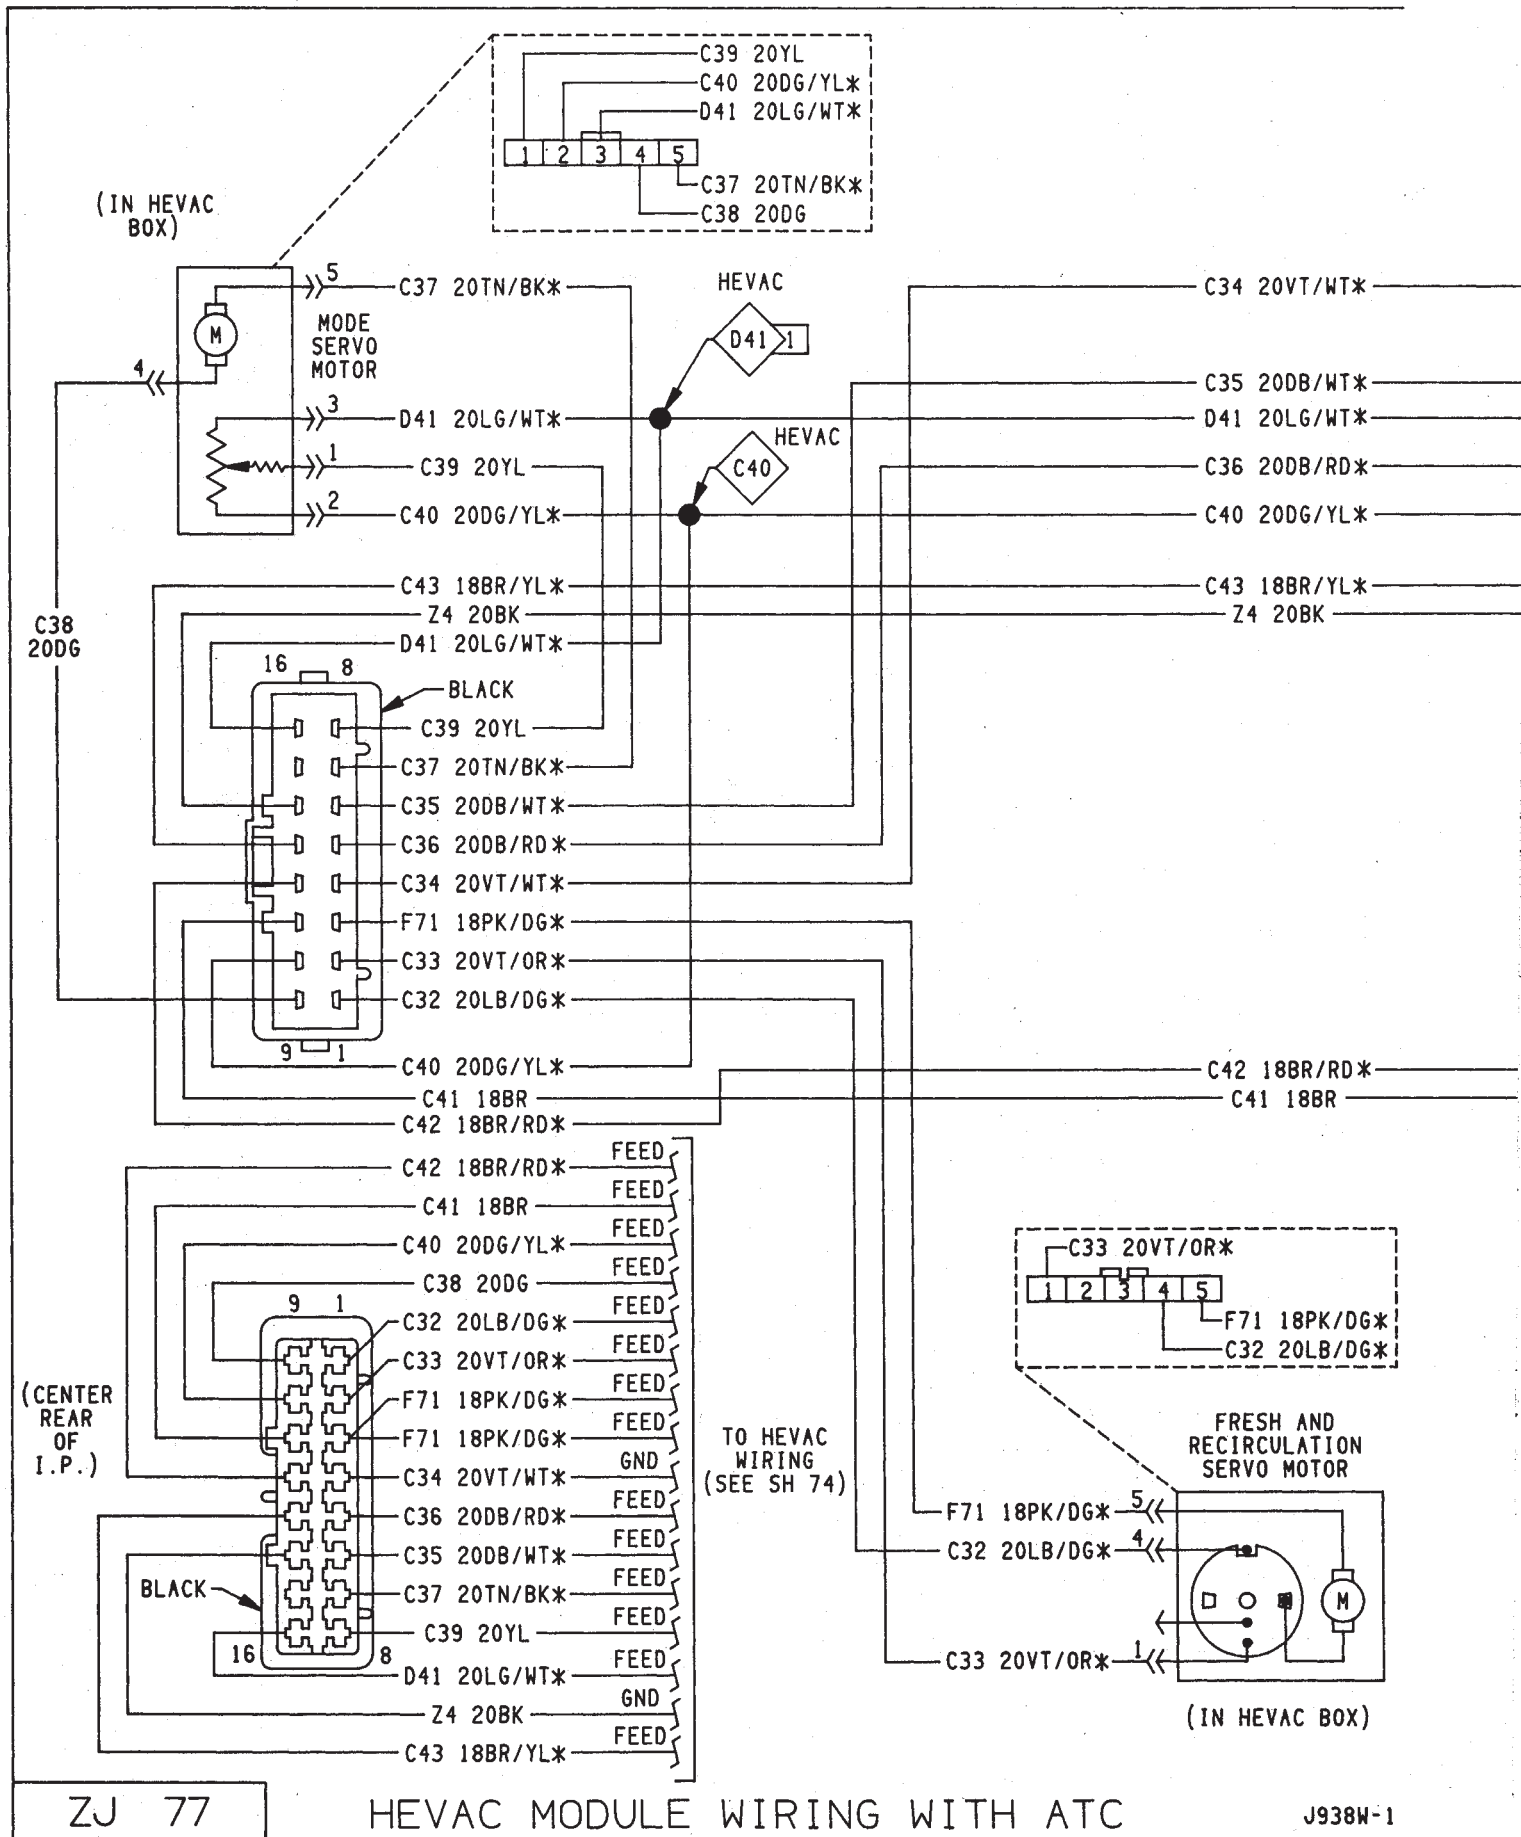 C39 20YL
C40 20DG/YL*
D41 20LG/WT*
1 2 3 4 5
C37 20TN/BK*
C38 20DG
(IN HEVAC
BOX)
5
C37 20TN/BK*
HEVAC
C34 20VT/WT*
M
MODE
SERVO
MOTOR
D41
1
4
C35 20DB/WT*
3
D41 20LG/WT*
D41 20LG/WT*
HEVAC
1
C39 20YL
C40
C36 20DB/RD*
2
C40 20DG/YL*
C40 20DG/YL*
C43 18BR/YL*
C43 18BR/YL*
Z4 20BK
Z4 20BK
C38
20DG
D41 20LG/WT*
16 8
BLACK
C39 20YL
C37 20TN/BK*
C35 20DB/WT*
C36 20DB/RD*
C34 20VT/WT*
F71 18PK/DG*
C33 20VT/OR*
C32 20LB/DG*
9 1
C40 20DG/YL*
C42 18BR/RD*
C41 18BR
C41 18BR
C42 18BR/RD*
C42 18BR/RD* FEED
C41 18BR FEED
C40 20DG/YL* FEED
C38 20DG FEED
9 1
C32 20LB/DG* FEED
C33 20VT/OR* FEED
F71 18PK/DG* FEED
F71 18PK/DG* FEED
C34 20VT/WT* GND
C36 20DB/RD* FEED
C35 20DB/WT* FEED
C37 20TN/BK* FEED
C39 20YL FEED
16 8
D41 20LG/WT* FEED
Z4 20BK GND
C43 18BR/YL* FEED
(CENTER
REAR
OF
I.P.)
BLACK
TO HEVAC
WIRING
(SEE SH 74)
C33 20VT/OR*
1 2 3 4 5
F71 18PK/DG*
C32 20LB/DG*
FRESH AND
RECIRCULATION
SERVO MOTOR
F71 18PK/DG* 5
C32 20LB/DG* 4
M
C33 20VT/OR* 1
(IN HEVAC BOX)
ZJ 77
HEVAC MODULE WIRING WITH ATC
J938W-1